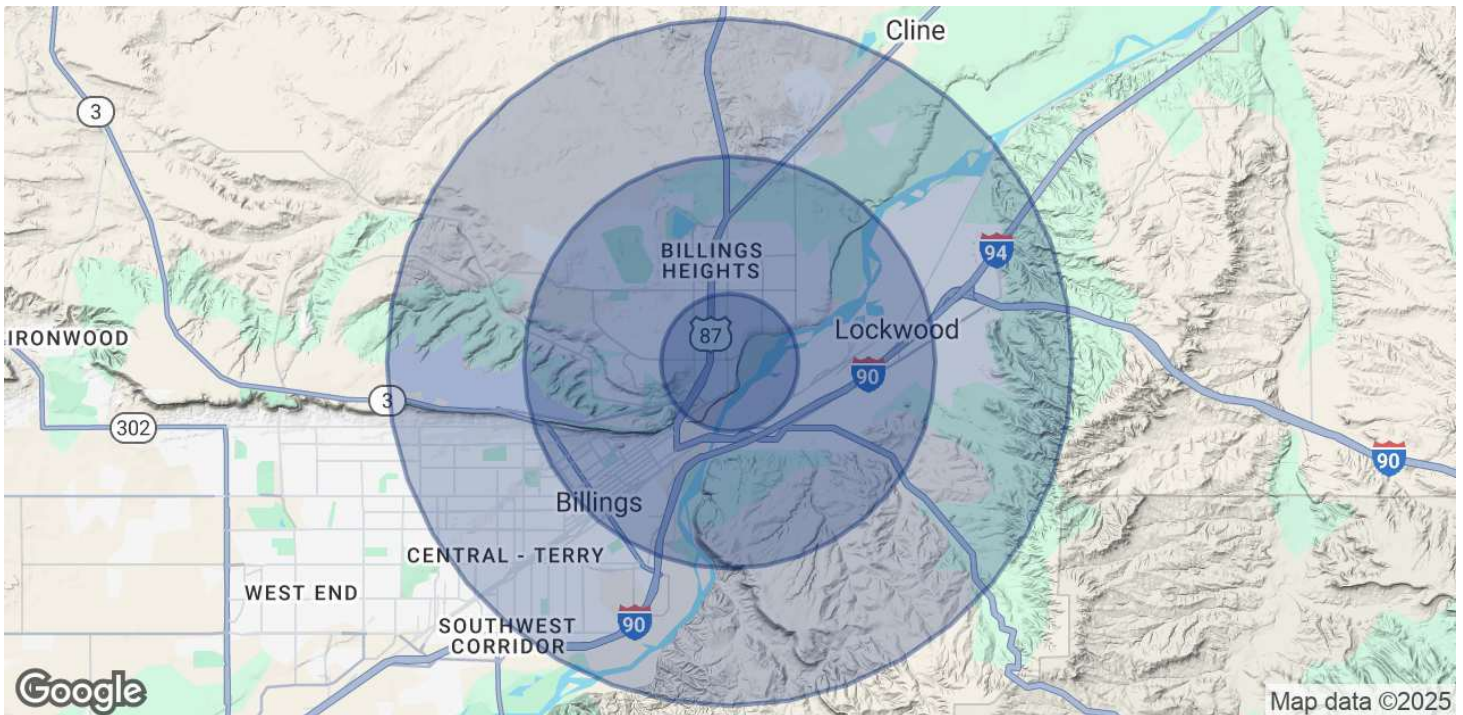 Cline
3
BILLINGS
HEIGHTS
94
IRONWOOD
87
Lockwood
90
3
302
90
Billings
CENTRAL - TERRY
WEST END
90
SOUTHWEST
CORRIDOR
Google
Map data ©2025